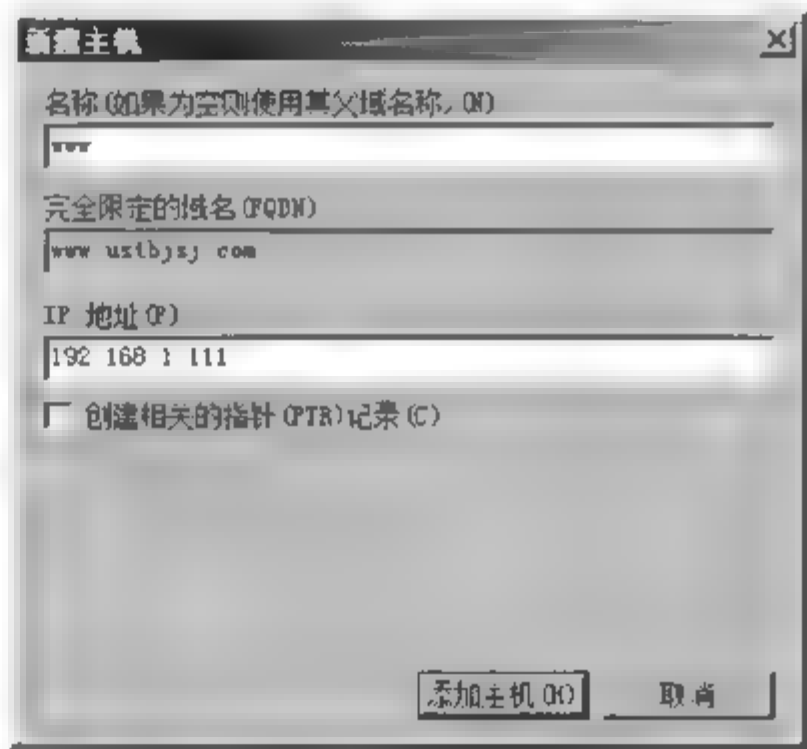 新建主机
名称(如果为空则使用其父域名称)(N)
www
完全限定的域名(FQDN)
www ustbjsj com
IP 地址(P)
192 168 1 111
创建相关的指针(PTR)记录(C)
添加主机(H)
取消